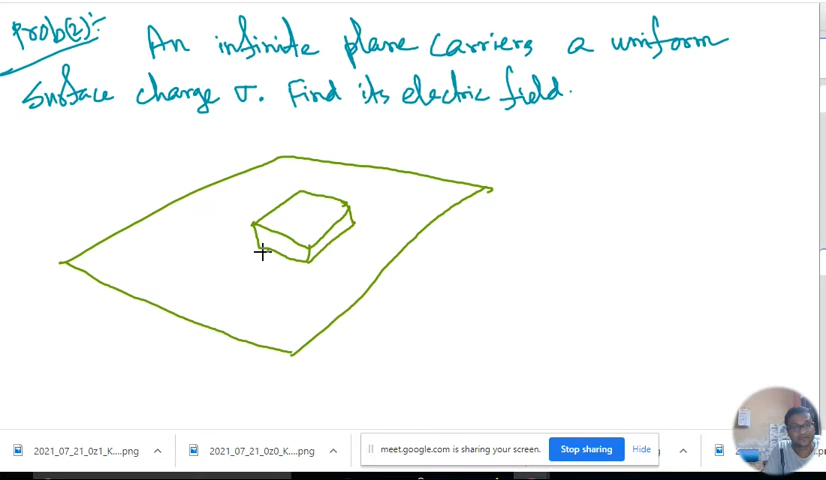 Prob(2):- An infinite plane carriers a uniform
surface charge σ. Find its electric field.
2021_07_21_0z1_K....png
2021_07_21_0z0_K....png
meet.google.com is sharing your screen.
Stop sharing
Hide
2021_0